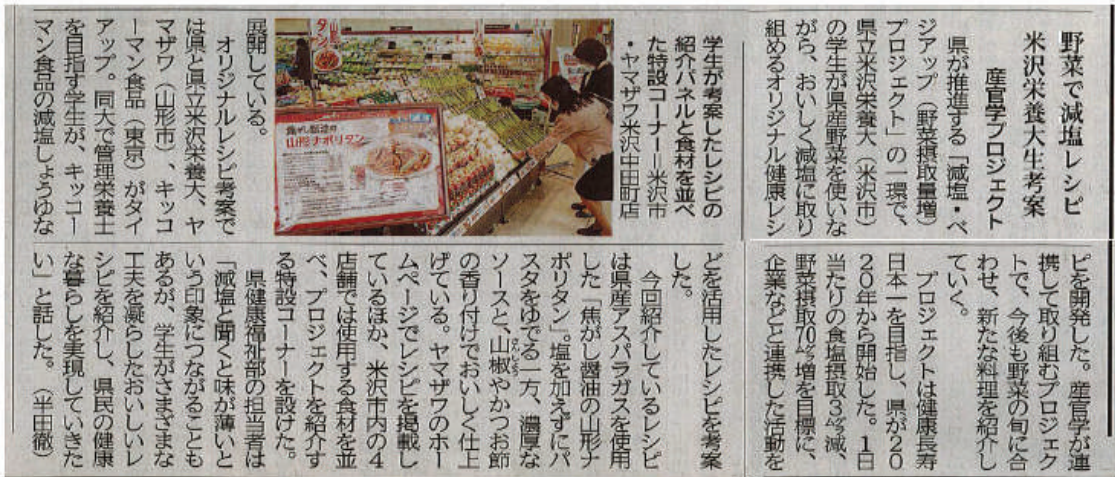 野菜で減塩レシピ
米沢栄養大生考案
産官学プロジェクト
県が推進する「減塩・ベ
ジアップ（野菜摂取量増）
プロジェクト」の一環で、
県立米沢栄養大（米沢市）
の学生が県産野菜を使いな
がら、おいしく減塩に取り
組めるオリジナル健康レシ
ピを開発した。産官学が連
携して取り組むプロジェク
トで、今後も野菜の旬に合
わせ、新たな料理を紹介し
ていく。
プロジェクトは健康長寿
日本一を目指し、県が20
20年から開始した。1日
当たりの食塩摂取3㌘減、
野菜摂取70㌘増を目標に、
企業などと連携した活動を
学生が考案したレシピの
紹介パネルと食材を並べ
た特設コーナー＝米沢市
・ヤマザワ米沢中田町店
焦がし醤油の
山形ナポリタン
展開している。
オリジナルレシピ考案で
は県と県立米沢栄養大、ヤ
マザワ（山形市）、キッコ
ーマン食品（東京）がタイ
アップ。同大で管理栄養士
を目指す学生が、キッコー
マン食品の減塩しょうゆな
どを活用したレシピを考案
した。
今回紹介しているレシピ
は県産アスパラガスを使用
した「焦がし醤油の山形ナ
ポリタン」。塩を加えずにパ
スタをゆでる一方、濃厚な
ソースと、山椒やかつお節
の香り付けでおいしく仕上
げている。ヤマザワのホー
ムページでレシピを掲載し
ているほか、米沢市内の4
店舗では使用する食材を並
べ、プロジェクトを紹介す
る特設コーナーを設けた。
県健康福祉部の担当者は
「減塩と聞くと味が薄いと
いう印象につながることも
あるが、学生がさまざまな
工夫を凝らしたおいしいレ
シピを紹介し、県民の健康
な暮らしを実現していきた
い」と話した。（半田徹）